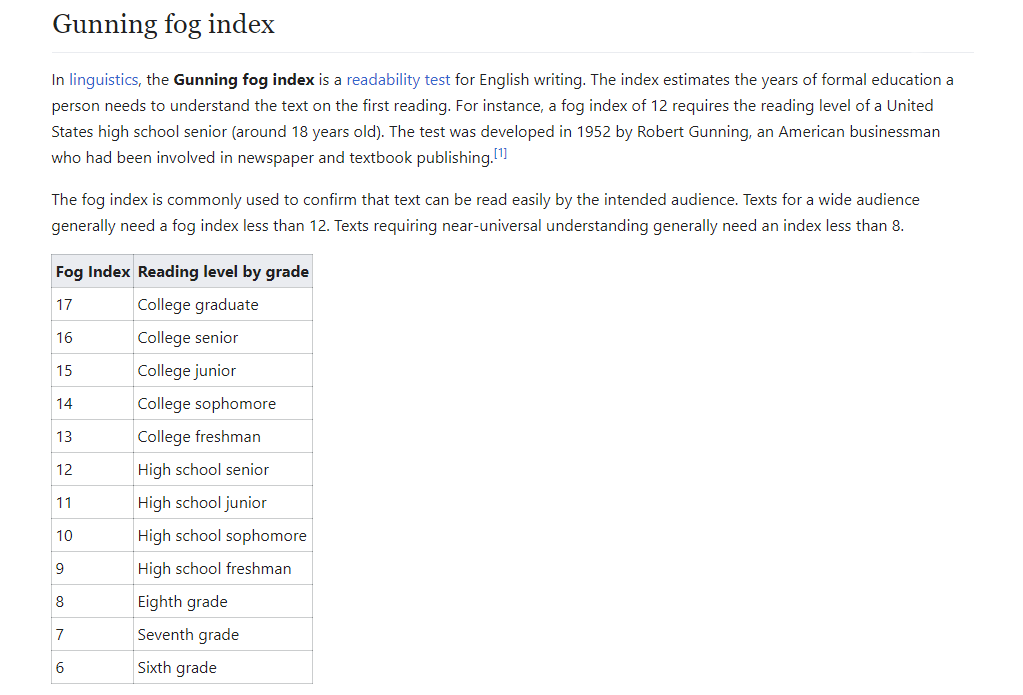 Gunning fog index
In linguistics, the Gunning fog index is a readability test for English writing. The index estimates the years of formal education a
person needs to understand the text on the first reading. For instance, a fog index of 12 requires the reading level of a United
States high school senior (around 18 years old). The test was developed in 1952 by Robert Gunning, an American businessman
who had been involved in newspaper and textbook publishing.[1]
The fog index is commonly used to confirm that text can be read easily by the intended audience. Texts for a wide audience
generally need a fog index less than 12. Texts requiring near-universal understanding generally need an index less than 8.
Fog Index Reading level by grade
17 College graduate
16 College senior
15 College junior
14 College sophomore
13 College freshman
12 High school senior
11 High school junior
10 High school sophomore
9 High school freshman
8 Eighth grade
7 Seventh grade
6 Sixth grade